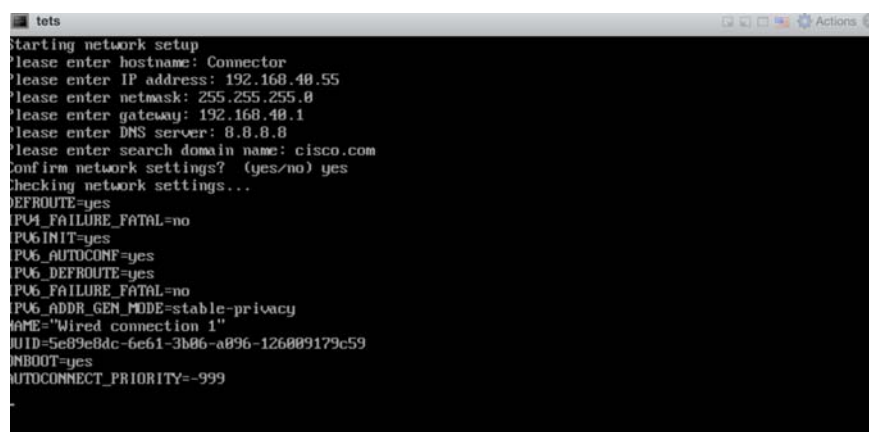 tets
Actions
Starting network setup
Please enter hostname: Connector
Please enter IP address: 192.168.40.55
Please enter netmask: 255.255.255.0
Please enter gateway: 192.168.40.1
Please enter DNS server: 8.8.8.8
Please enter search domain name: cisco.com
Confirm network settings? (yes/no) yes
Checking network settings...
DEFROUTE=yes
IPV4_FAILURE_FATAL=no
IPV6INIT=yes
IPV6_AUTOCONF=yes
IPV6_DEFROUTE=yes
IPV6_FAILURE_FATAL=no
IPV6_ADDR_GEN_MODE=stable-privacy
NAME="Wired connection 1"
UUID=5e89e8dc-6e61-3b06-a096-126009179c59
ONBOOT=yes
AUTOCONNECT_PRIORITY=-999